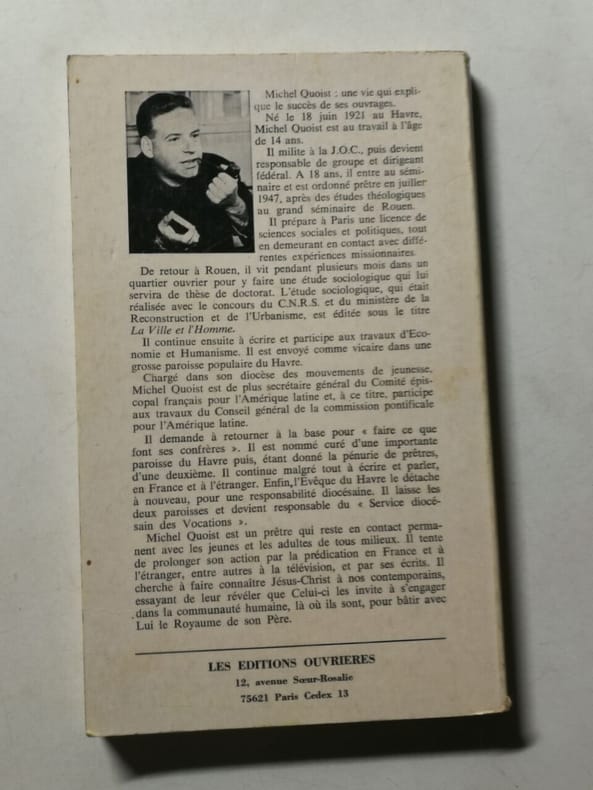 Michel Quoist : une vie qui expli-
que le succès de ses ouvrages.
Né le 18 juin 1921 au Havre,
Michel Quoist est au travail à l'âge
de 14 ans.
Il milite à la J.O.C., puis devient
responsable de groupe et dirigeant
fédéral. A 18 ans, il entre au sémi-
naire et est ordonné prêtre en juillet
1947, après des études théologiques
au grand séminaire de Rouen.
Il prépare à Paris une licence de
sciences sociales et politiques, tout
en demeurant en contact avec diffé-
rentes expériences missionnaires.
De retour à Rouen, il vit pendant plusieurs mois dans un
quartier ouvrier pour y faire une étude sociologique qui lui
servira de thèse de doctorat. L'étude sociologique, qui était
réalisée avec le concours du C.N.R.S. et du ministère de la
Reconstruction et de l'Urbanisme, est éditée sous le titre
La Ville et l'Homme.
Il continue ensuite à écrire et participe aux travaux d'Eco-
nomie et Humanisme. Il est envoyé comme vicaire dans une
grosse paroisse populaire du Havre.
Chargé dans son diocèse des mouvements de jeunesse,
Michel Quoist est de plus secrétaire général du Comité épis-
copal français pour l'Amérique latine et, à ce titre, participe
aux travaux du Conseil général de la commission pontificale
pour l'Amérique latine.
Il demande à retourner à la base pour « faire ce que
font ses confrères ». Il est nommé curé d'une importante
paroisse du Havre puis, étant donné la pénurie de prêtres,
d'une deuxième. Il continue malgré tout à écrire et parler,
en France et à l'étranger. Enfin, l'Evêque du Havre le détache
à nouveau, pour une responsabilité diocésaine. Il laisse les
deux paroisses et devient responsable du « Service diocé-
sain des Vocations ».
Michel Quoist est un prêtre qui reste en contact perma-
nent avec les jeunes et les adultes de tous milieux. Il tente
de prolonger son action par la prédication en France et à
l'étranger, entre autres à la télévision, et par ses écrits. Il
cherche à faire connaître Jésus-Christ à nos contemporains,
essayant de leur révéler que Celui-ci les invite à s'engager
dans la communauté humaine, là où ils sont, pour bâtir avec
Lui le Royaume de son Père.
LES EDITIONS OUVRIERES
12, avenue Sœur-Rosalie
75621 Paris Cedex 13